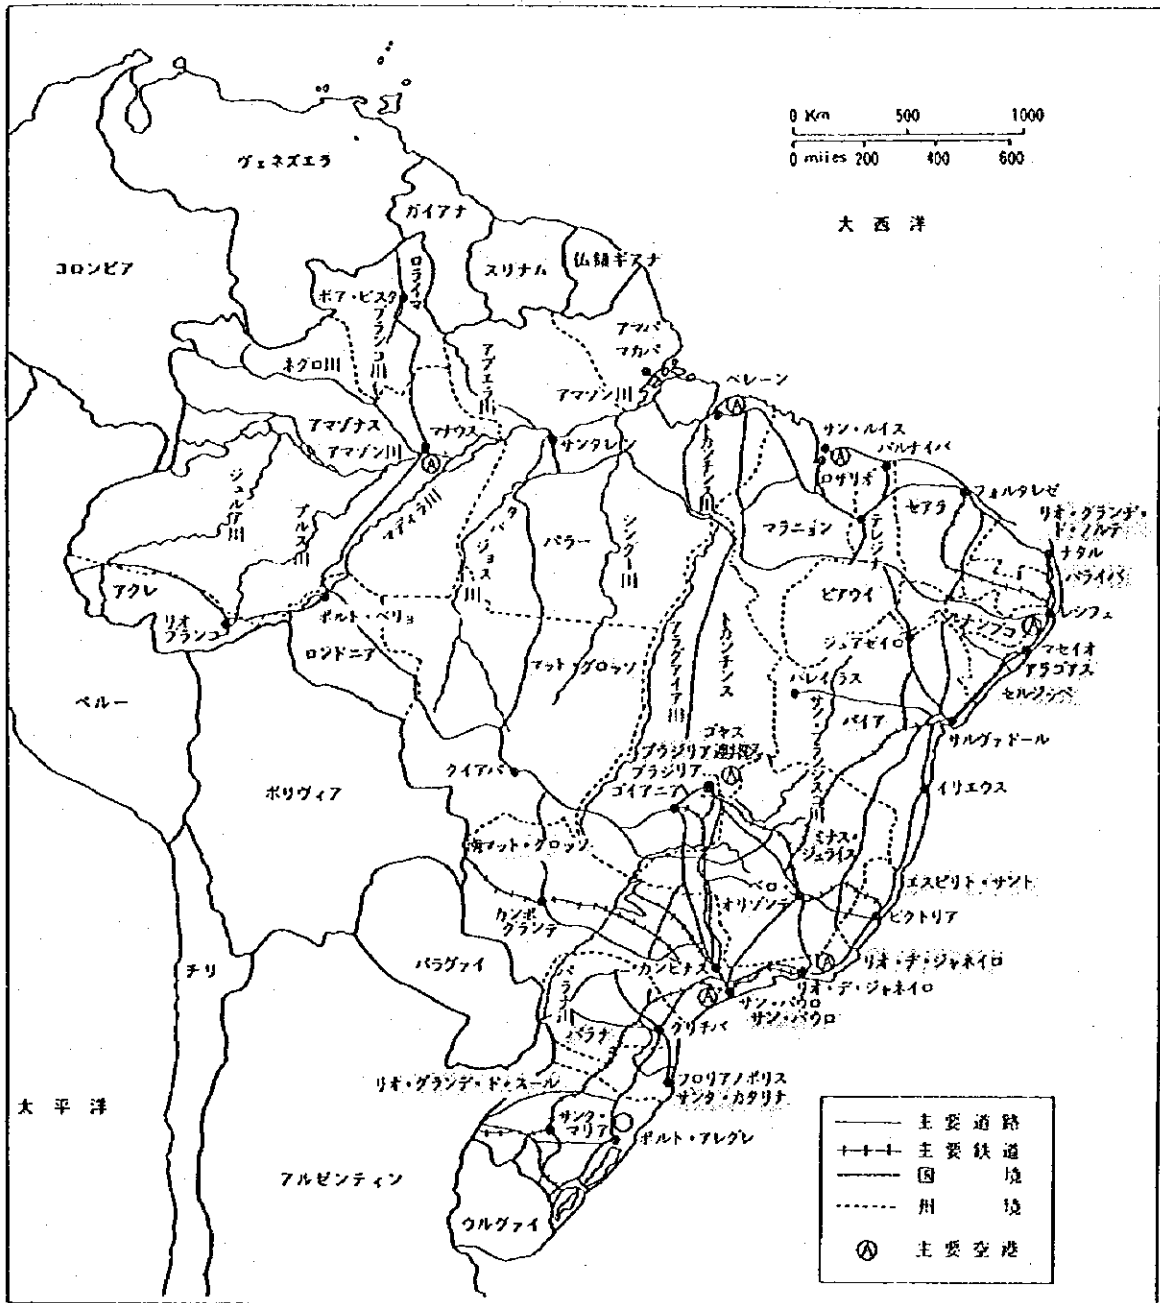 0 Km 500 1000
0 miles 200 400 600
大西洋
ヴェネズエラ
ガイアナ
コロンビア
スリナム
仏領ギアナ
ロライマ
ボア・ビスタ
ブランコ川
アマパ
マカパ
ネグロ川
アマゾン川
ベレーン
アマゾナス
マナウス
アマゾン川
サンタレン
トカンチンス川
サン・ルイス
パルナイバ
ロザリオ
フォルタレゼ
セアラ
リオ・グランデ・
ド・ノルテ
ジュルア川
プルス川
タパジョス川
パラー
シングー川
マラニョン
テレジナ
ナタル
パライバ
アクレ
リオ
ブランコ
ポルト・ベリョ
ピアウイ
レシフェ
ロンドニア
マット・グロッソ
アラグアイア川
トカンチンス
ジュアゼイロ
マセイオ
アラゴアス
セルジッペ
ペルー
バレイラス
サン・フランシスコ川
バイア
サルヴァドール
ゴヤス
ブラジリア連邦区
ブラジリア
ゴイアニア
クイアバ
ボリヴィア
イリエウス
南マット・グロッソ
ミナス・
ジェライス
ベロ・
オリゾンテ
エスピリト・サント
ビクトリア
カンポ
グランデ
チリ
パラグァイ
カンピナス
リオ・デ・ジャネイロ
リオ・デ・ジャネイロ
パラナ川
サン・パウロ
サン・パウロ
パラナ
クリチバ
リオ・グランデ・ド・スール
フロリアノポリス
サンタ・カタリナ
太平洋
サンタ・
マリア
ポルト・アレグレ
アルゼンティン
ウルグァイ
主要道路
主要鉄道
国境
州境
Ⓐ 主要空港